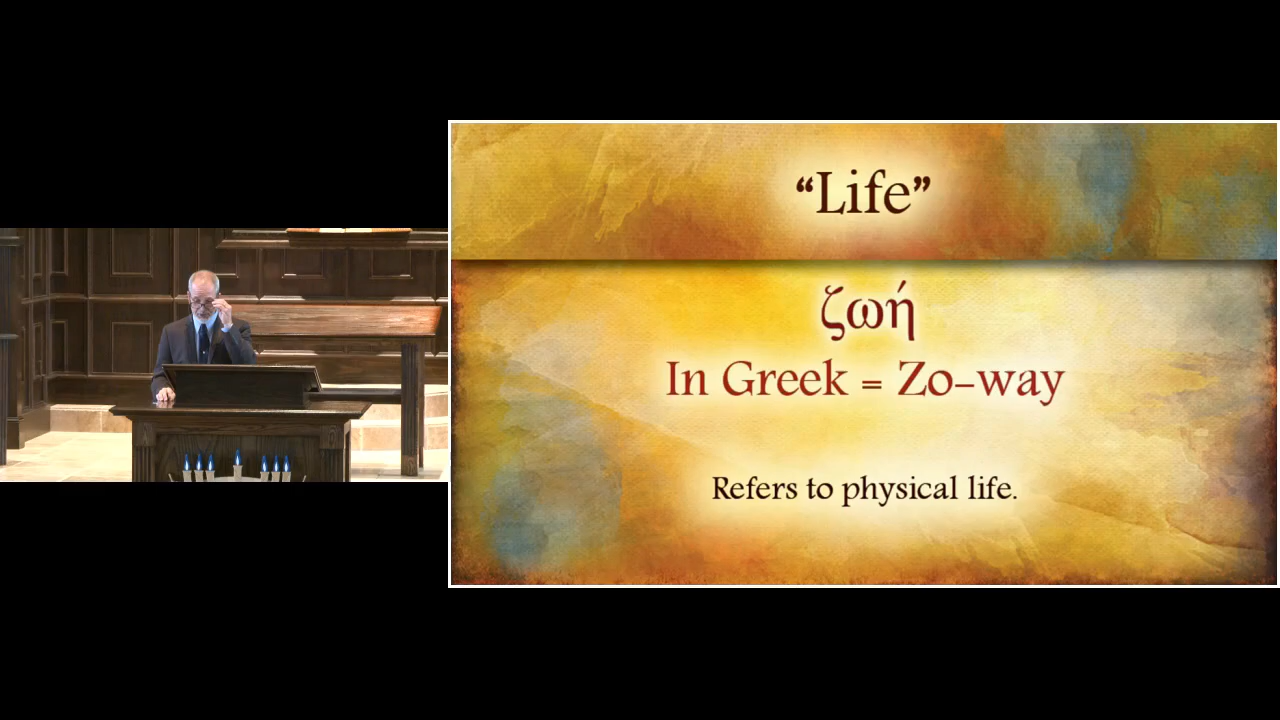 “Life”
ζωή
In Greek = Zo-way
Refers to physical life.